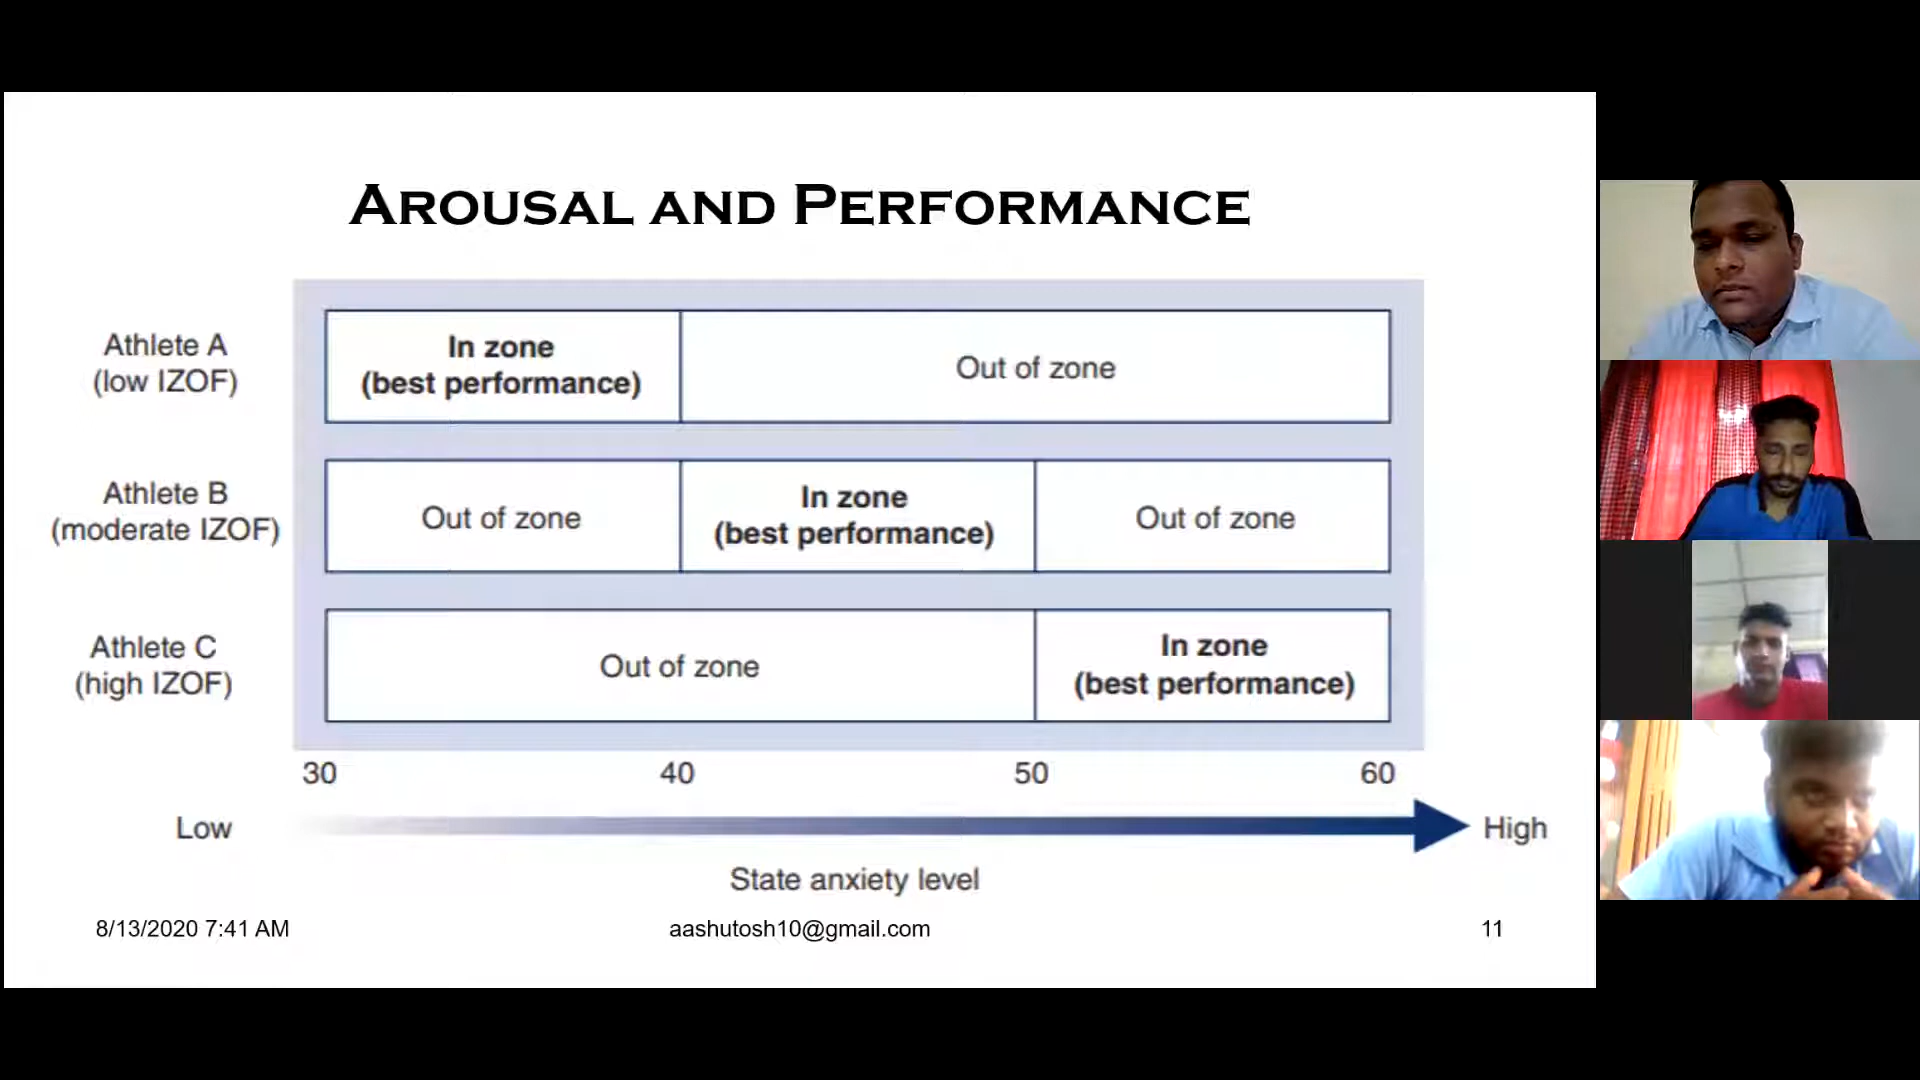 AROUSAL AND PERFORMANCE
Athlete A
(low IZOF)
In zone
(best performance)
Out of zone
Athlete B
(moderate IZOF)
Out of zone
In zone
(best performance)
Out of zone
Athlete C
(high IZOF)
Out of zone
In zone
(best performance)
30 40 50 60
Low High
State anxiety level
8/13/2020 7:41 AM aashutosh10@gmail.com 11